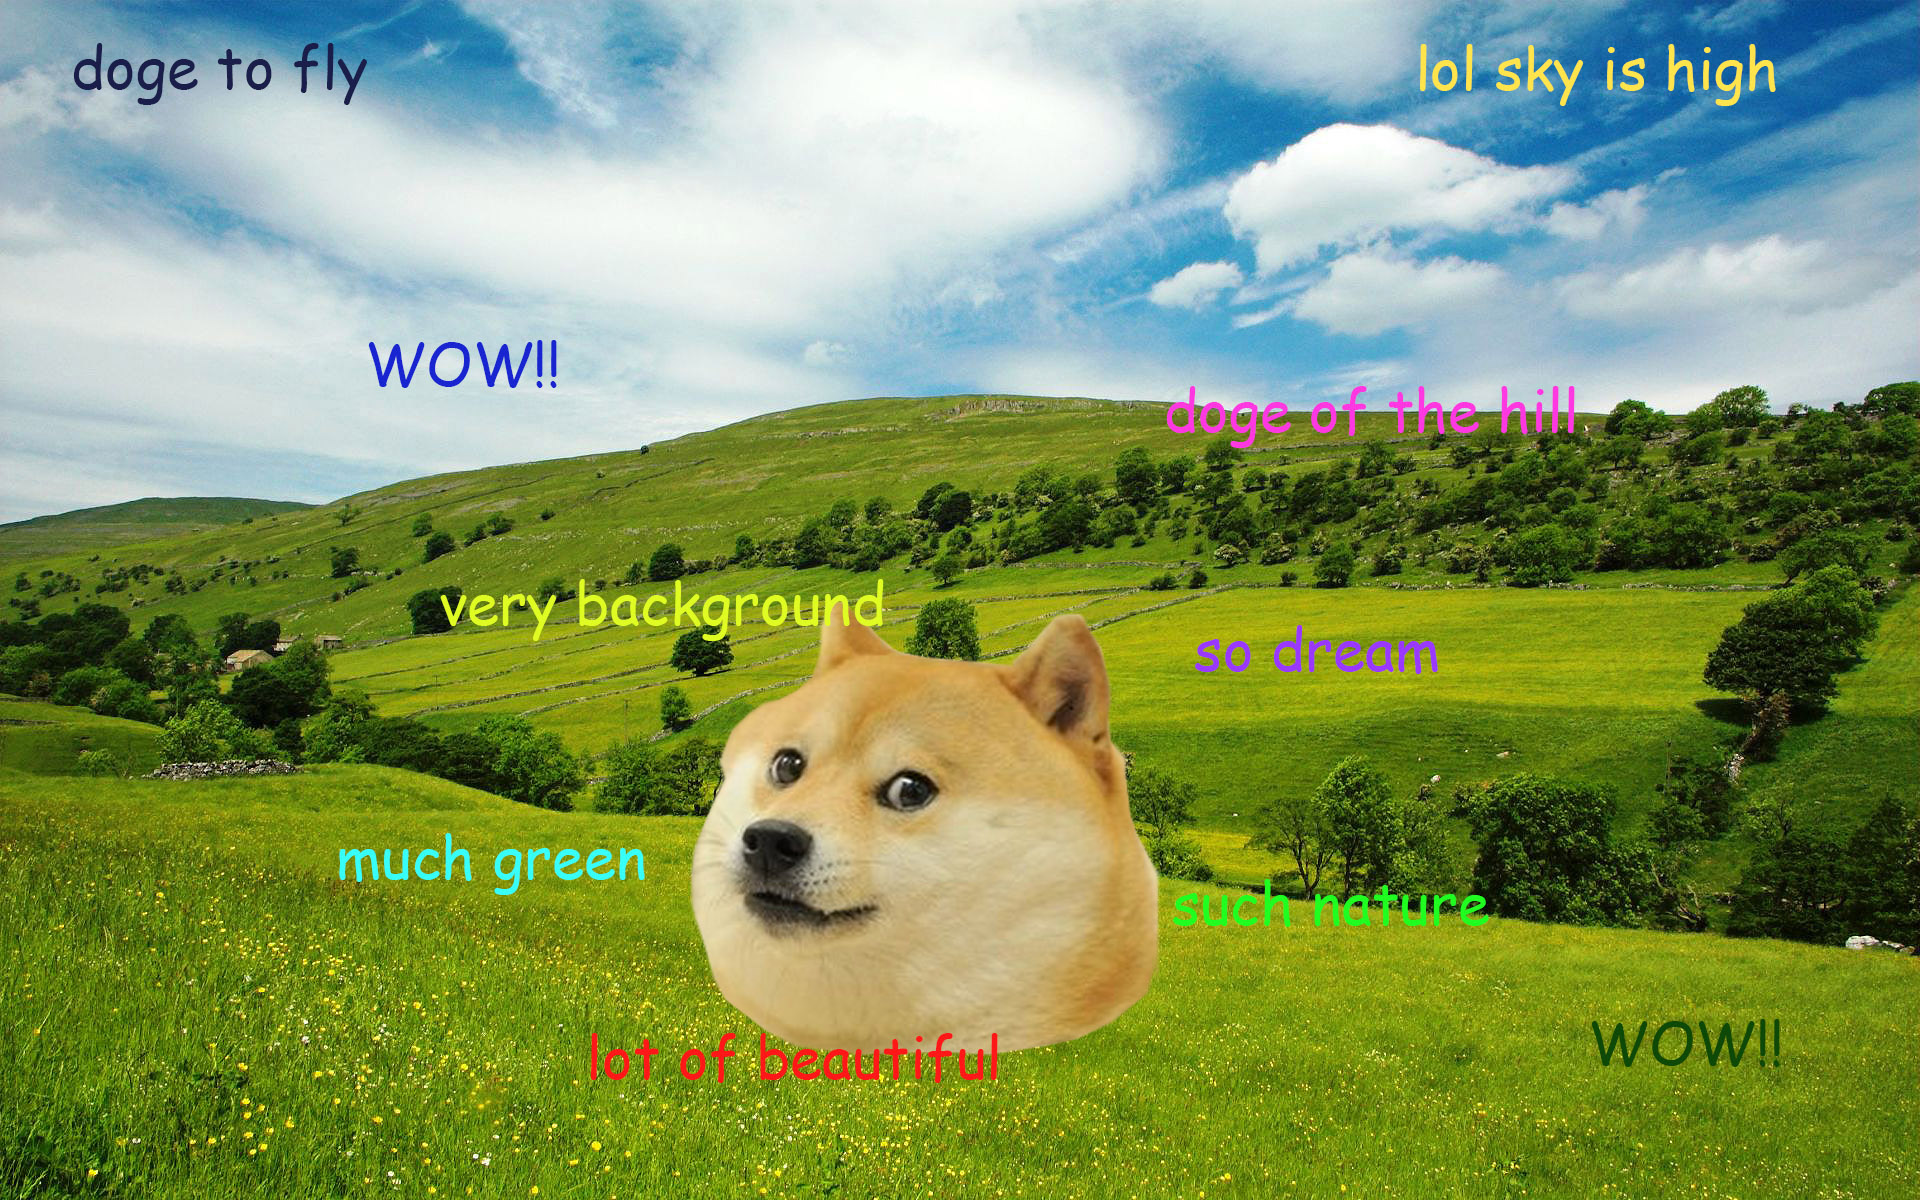 doge to fly
lol sky is high
WOW!!
doge of the hill
very background
so dream
much green
such nature
WOW!!
lot of beautiful